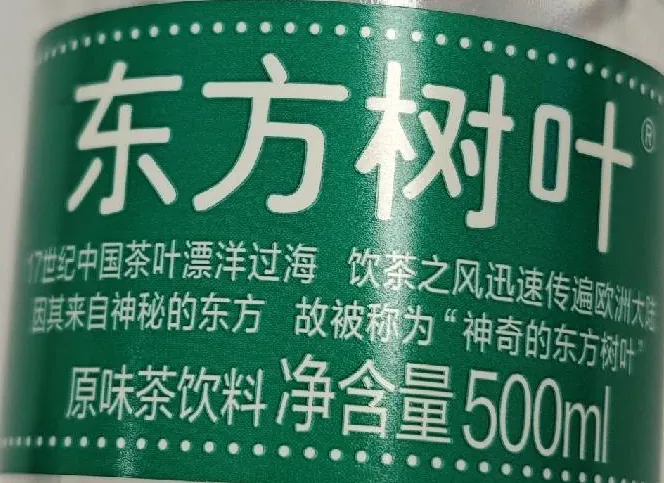 东方树叶®
17世纪中国茶叶漂洋过海 饮茶之风迅速传遍欧洲大陆
因其来自神秘的东方 故被称为“神奇的东方树叶”
原味茶饮料 净含量500ml